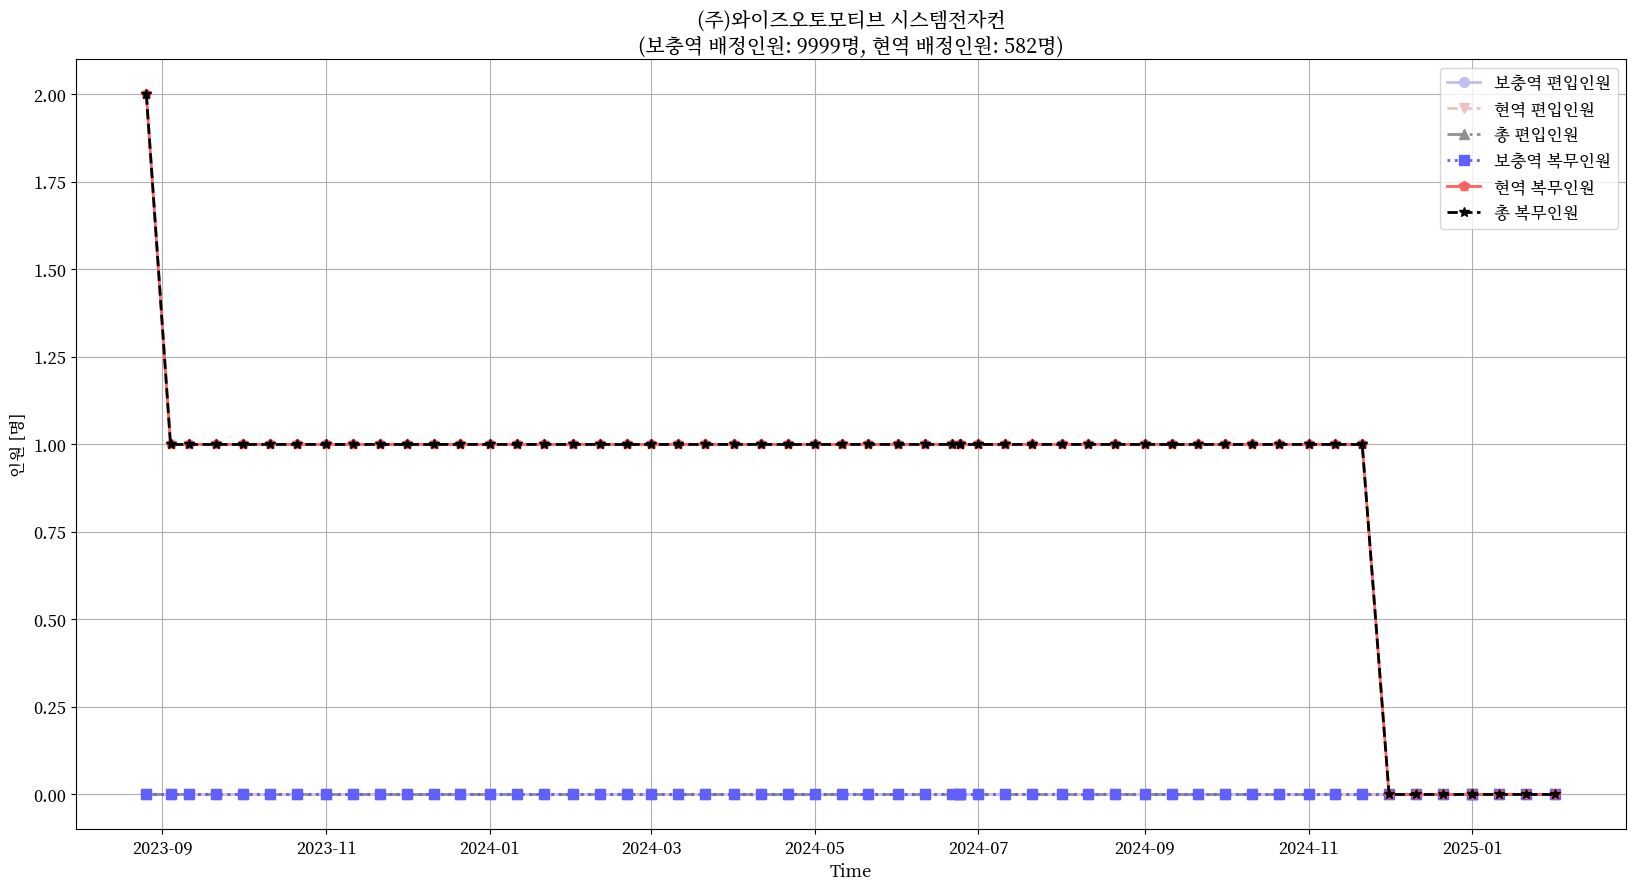 (주)와이즈오토모티브 시스템전자컨
(보충역 배정인원: 9999명, 현역 배정인원: 582명)
보충역 편입인원
현역 편입인원
총 편입인원
보충역 복무인원
현역 복무인원
총 복무인원
인원 [명]
2.00
1.75
1.50
1.25
1.00
0.75
0.50
0.25
0.00
2023-09 2023-11 2024-01 2024-03 2024-05 2024-07 2024-09 2024-11 2025-01
Time